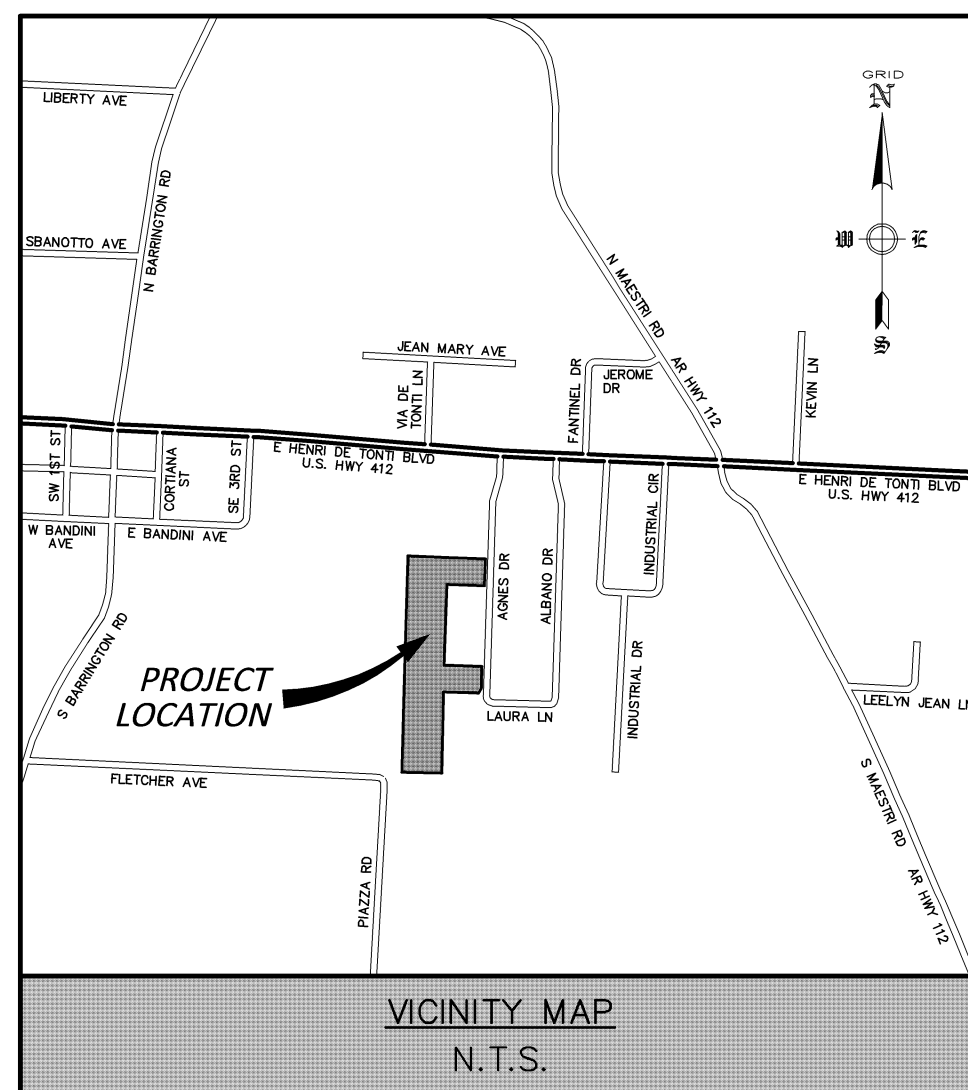 GRID
N
LIBERTY AVE
N BARRINGTON RD
SBANOTTO AVE
W
E
S
N MAESTRI RD
AR HWY 112
JEAN MARY AVE
VIA DE
TONTI LN
FANTINEL DR
JEROME
DR
KEVIN LN
SW 1ST ST
CORTIANA
ST
SE 3RD ST
E HENRI DE TONTI BLVD
U.S. HWY 412
E HENRI DE TONTI BLVD
U.S. HWY 412
W BANDINI
AVE
E BANDINI AVE
AGNES DR
ALBANO DR
INDUSTRIAL CIR
INDUSTRIAL DR
S BARRINGTON RD
PROJECT
LOCATION
LAURA LN
LEELYN JEAN LN
FLETCHER AVE
PIAZZA RD
S MAESTRI RD
AR HWY 112
VICINITY MAP
N.T.S.